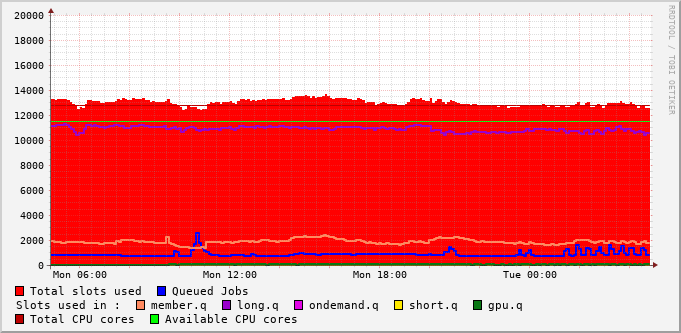 20000
18000
16000
14000
12000
10000
8000
6000
4000
2000
0
Mon 06:00 Mon 12:00 Mon 18:00 Tue 00:00
Total slots used Queued Jobs
Slots used in : member.q long.q ondemand.q short.q gpu.q
Total CPU cores Available CPU cores
RRDTOOL / TOBI OETIKER